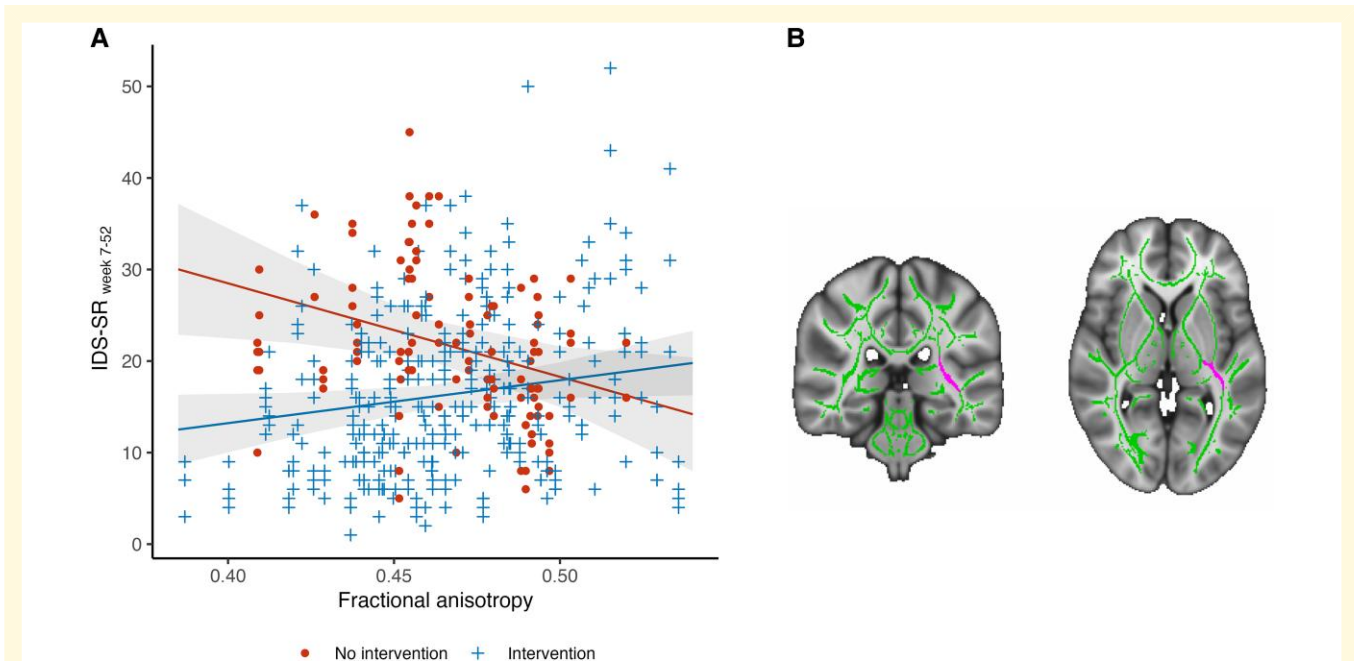 A
B
50
40
30
20
10
0
IDS-SR week 7-52
0.40 0.45 0.50
Fractional anisotropy
No intervention Intervention